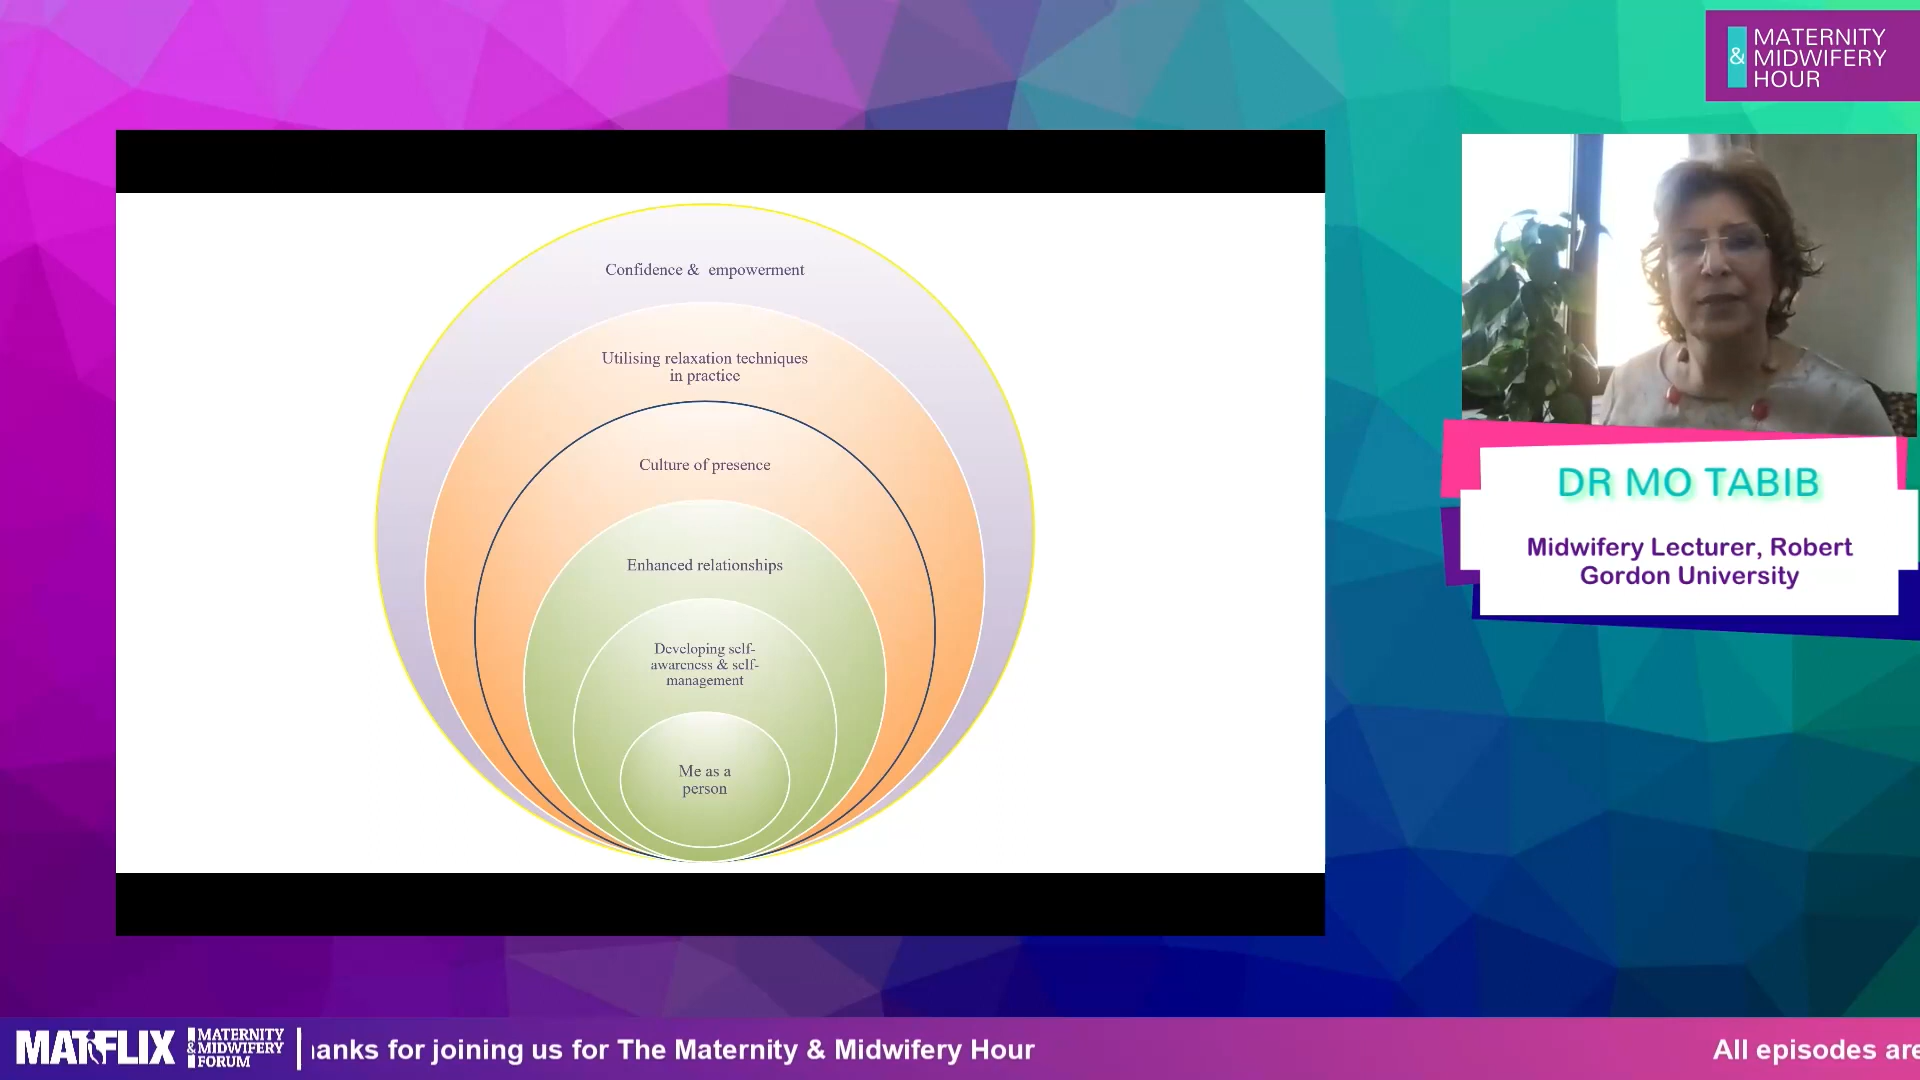 & MATERNITY
MIDWIFERY
HOUR
Confidence & empowerment
Utilising relaxation techniques
in practice
Culture of presence
Enhanced relationships
Developing self-
awareness & self-
management
Me as a
person
DR MO TABIB
Midwifery Lecturer, Robert
Gordon University
MATFLIX
MATERNITY
& MIDWIFERY
FORUM
hanks for joining us for The Maternity & Midwifery Hour
All episodes are